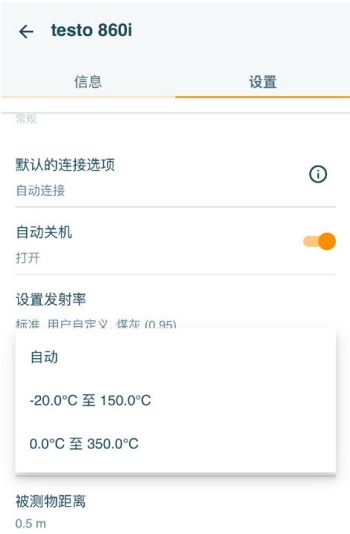 testo 860i
信息 设置
常规
默认的连接选项
自动连接
自动关机
打开
设置发射率
标准, 用户自定义, 煤灰 (0.95)
自动
-20.0°C 至 150.0°C
0.0°C 至 350.0°C
被测物距离
0.5 m